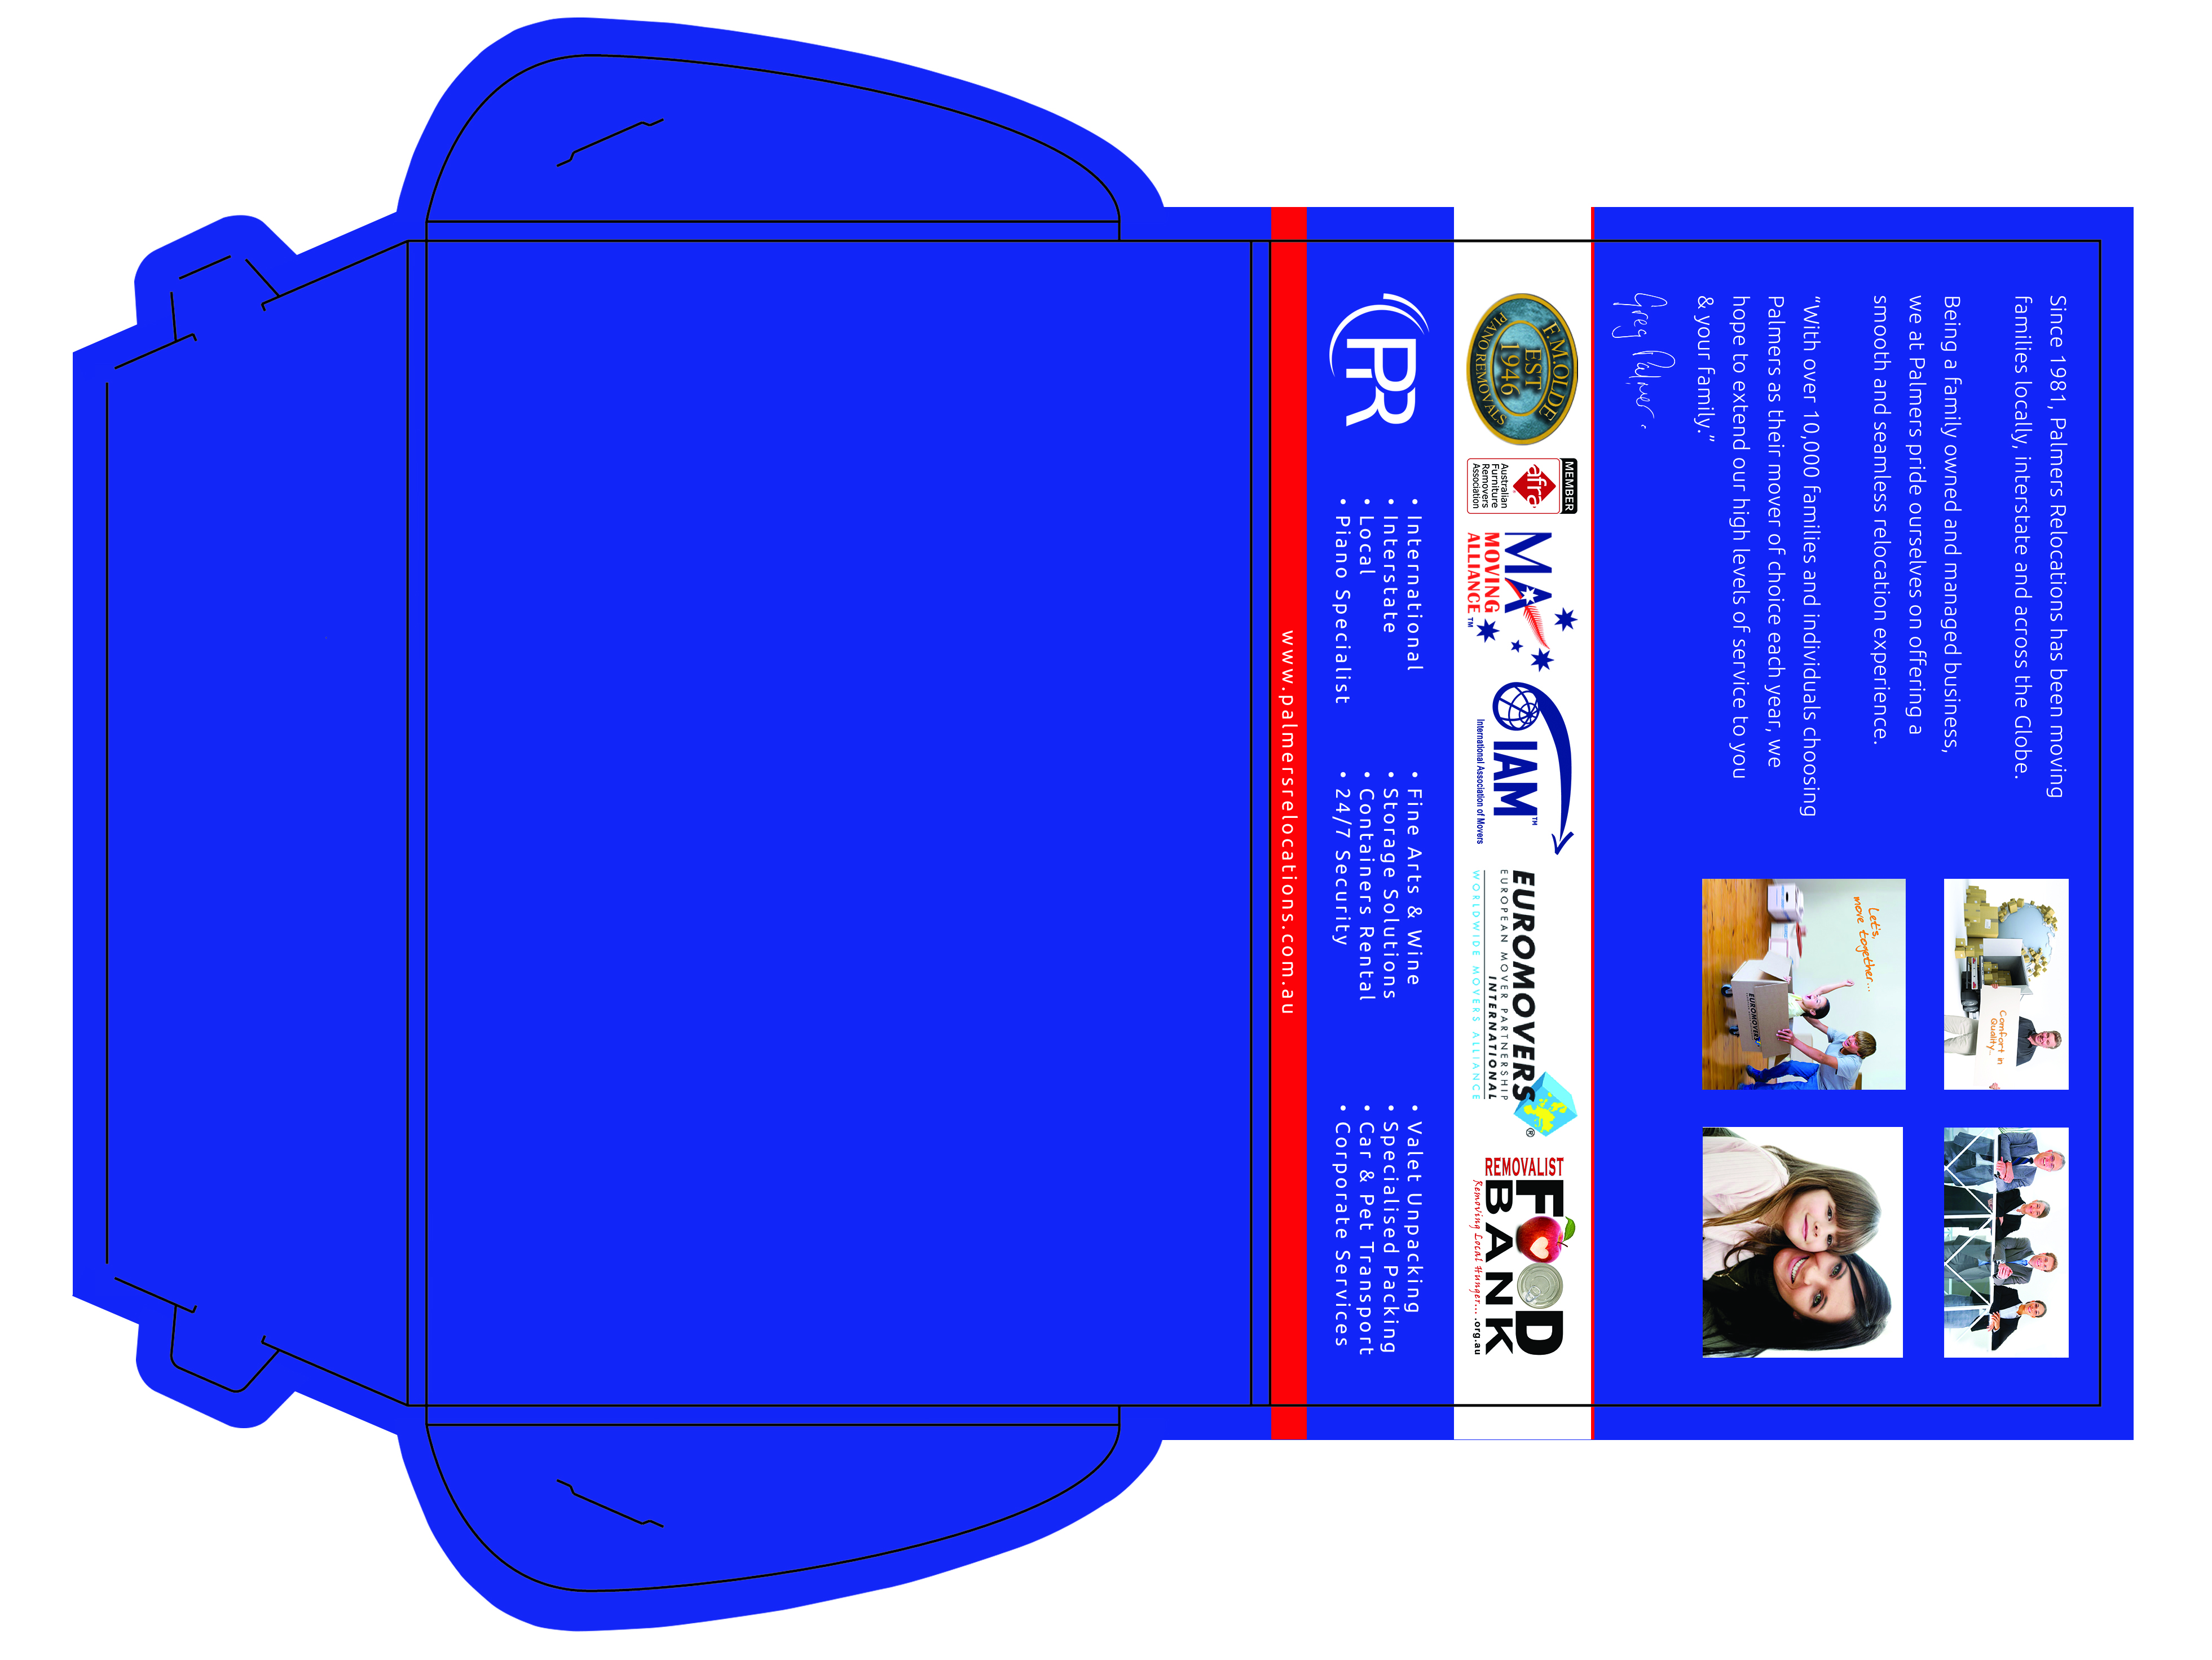 Since 1981, Palmers Relocations has been moving
families locally, interstate and across the Globe.
Being a family owned and managed business,
we at Palmers pride ourselves on offering a
smooth and seamless relocation experience.
“With over 10,000 families and individuals choosing
Palmers as their mover of choice each year, we
hope to extend our high levels of service to you
& your family.”
Greg Palmer.
Comfort in
Quality...
Let's,
move together...
EUROMOVERS
F.M.OLDE
EST
1946
PIANO REMOVALS
MEMBER
afra
Australian
Furniture
Removers
Association
MA
MOVING
ALLIANCE™
IAM™
International Association of Movers
EUROMOVERS®
INTERNATIONAL
EUROPEAN MOVER PARTNERSHIP
WORLDWIDE MOVERS ALLIANCE
REMOVALIST
FOOD
BANK
Removing Local Hunger... .org.au
PR
• International
• Interstate
• Local
• Piano Specialist
• Fine Arts & Wine
• Storage Solutions
• Containers Rental
• 24/7 Security
• Valet Unpacking
• Specialised Packing
• Car & Pet Transport
• Corporate Services
www.palmersrelocations.com.au